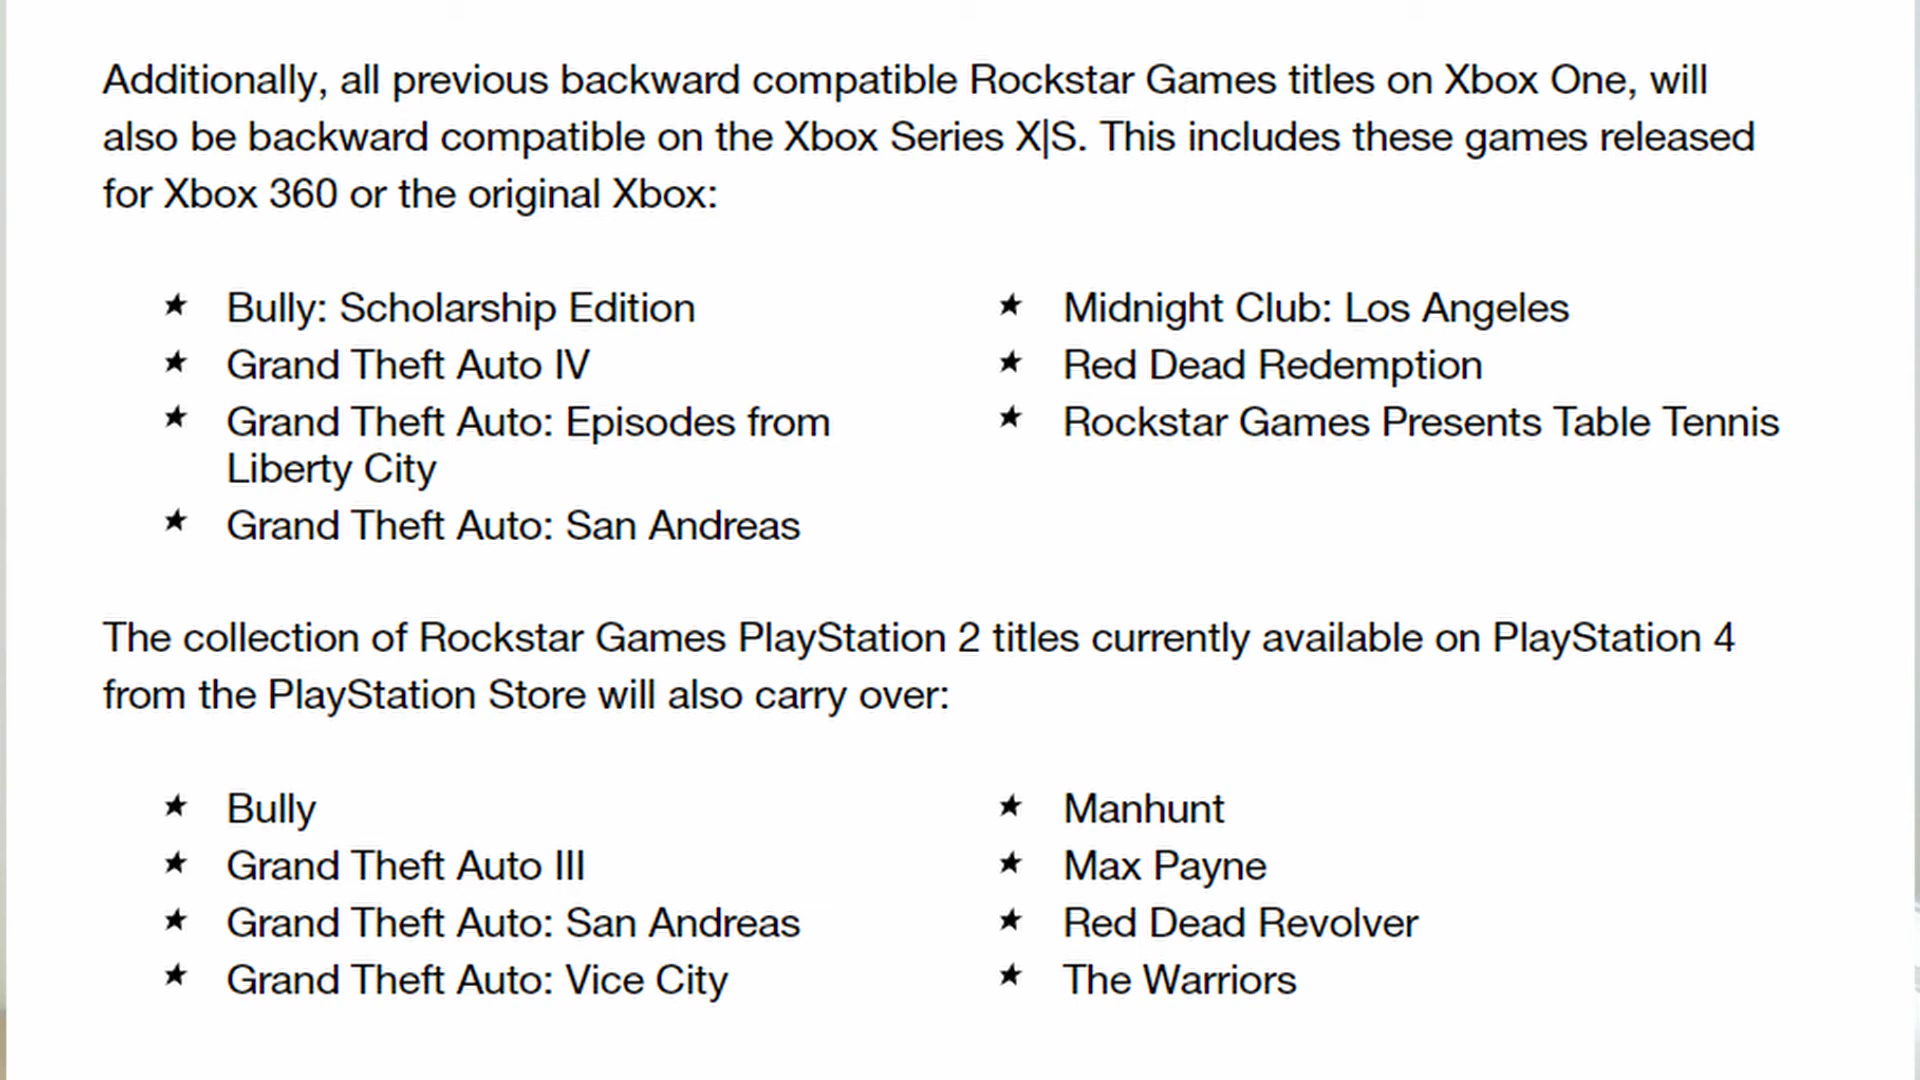 Additionally, all previous backward compatible Rockstar Games titles on Xbox One, will
also be backward compatible on the Xbox Series X|S. This includes these games released
for Xbox 360 or the original Xbox:
★ Bully: Scholarship Edition
★ Grand Theft Auto IV
★ Grand Theft Auto: Episodes from
Liberty City
★ Grand Theft Auto: San Andreas
★ Midnight Club: Los Angeles
★ Red Dead Redemption
★ Rockstar Games Presents Table Tennis
The collection of Rockstar Games PlayStation 2 titles currently available on PlayStation 4
from the PlayStation Store will also carry over:
★ Bully
★ Grand Theft Auto III
★ Grand Theft Auto: San Andreas
★ Grand Theft Auto: Vice City
★ Manhunt
★ Max Payne
★ Red Dead Revolver
★ The Warriors